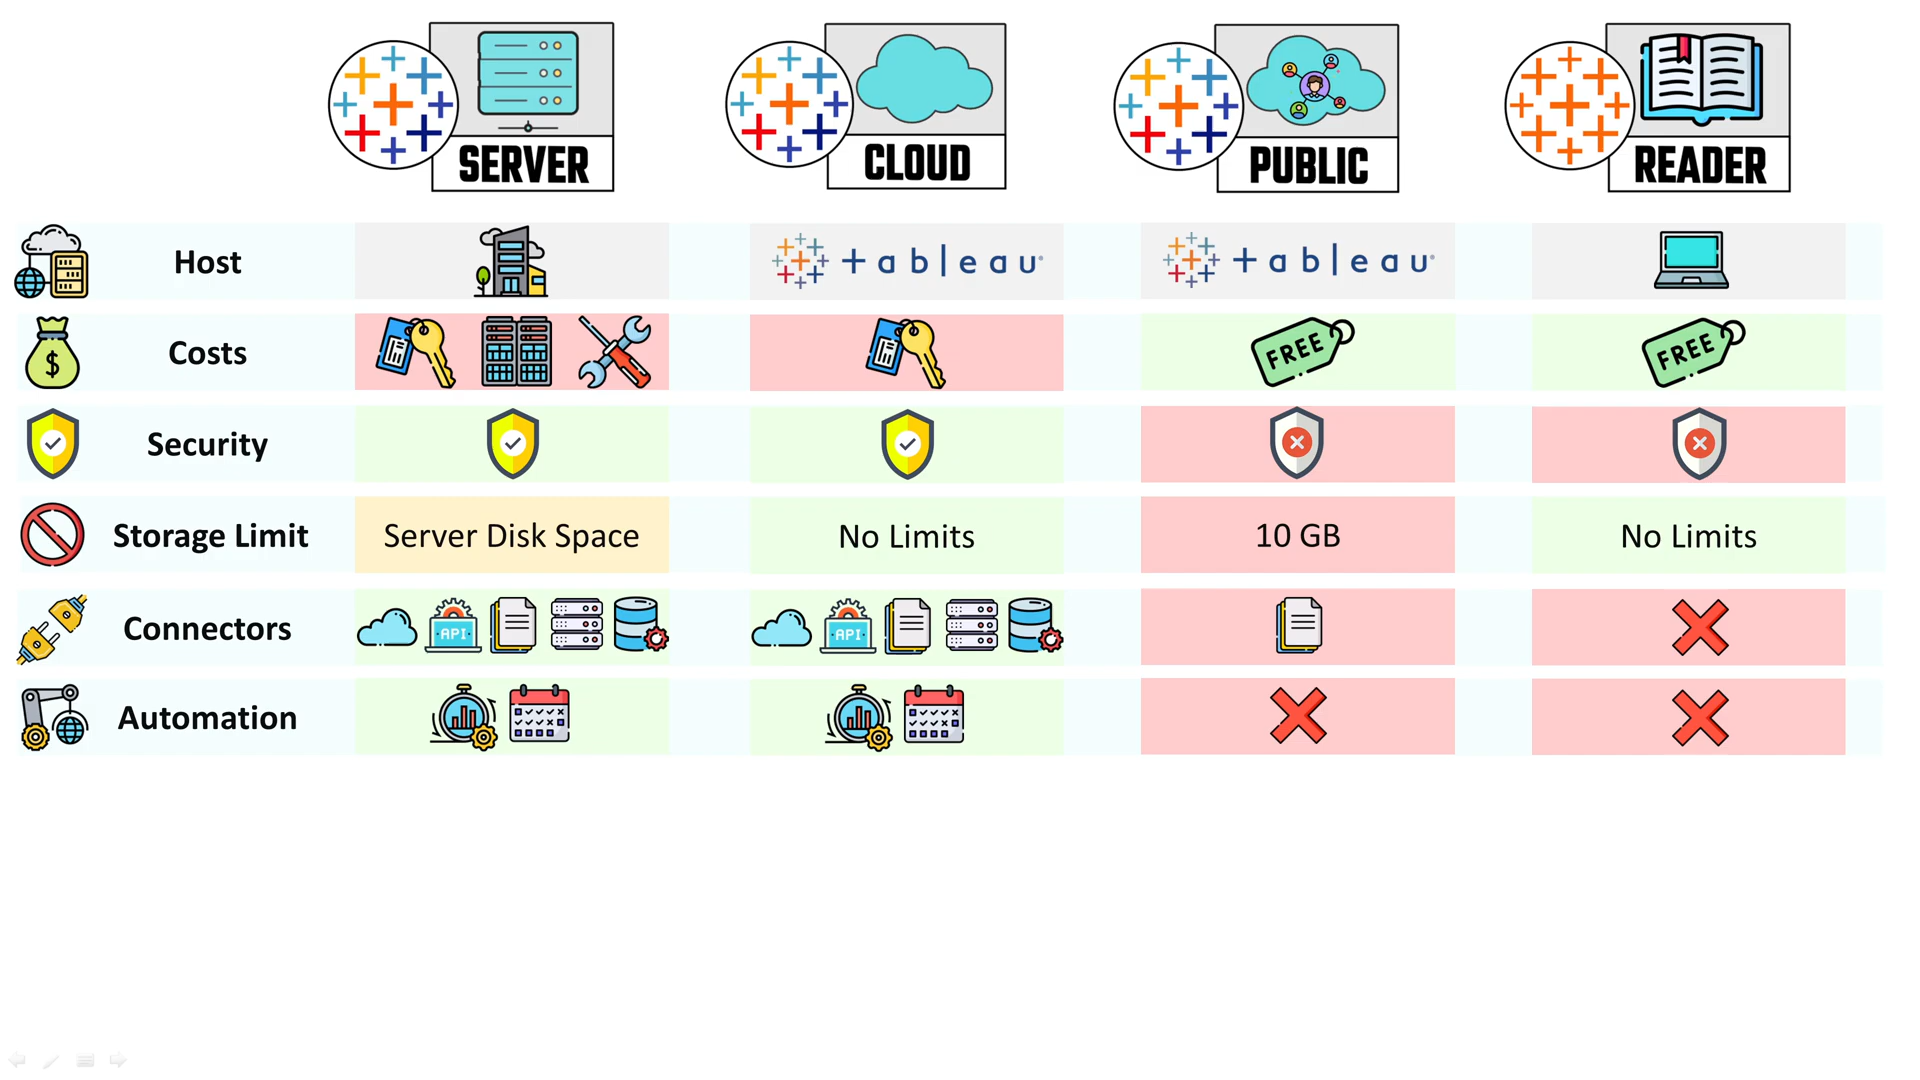 SERVER
CLOUD
PUBLIC
READER
Host
+ a b | e a u
+ a b | e a u
Costs
FREE
FREE
$
Security
Storage Limit
Server Disk Space
No Limits
10 GB
No Limits
Connectors
API
API
Automation